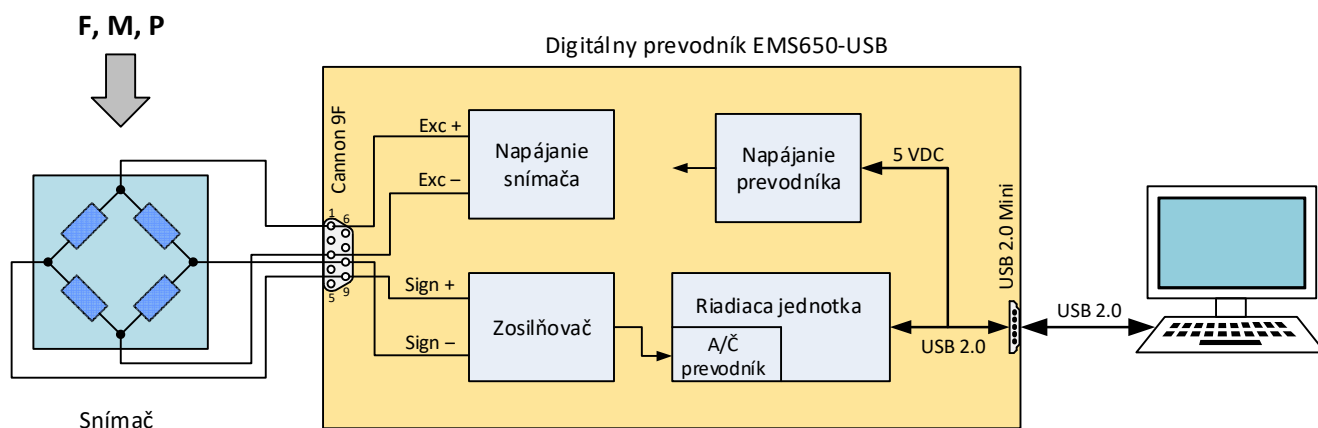 F, M, P
Digitálny prevodník EMS650-USB
Cannon 9F
Exc +
Exc –
Napájanie
snímača
Napájanie
prevodníka
5 VDC
USB 2.0 Mini
1
6
5
9
Sign +
Sign –
Zosilňovač
Riadiaca jednotka
A/Č
prevodník
USB 2.0
USB 2.0
Snímač